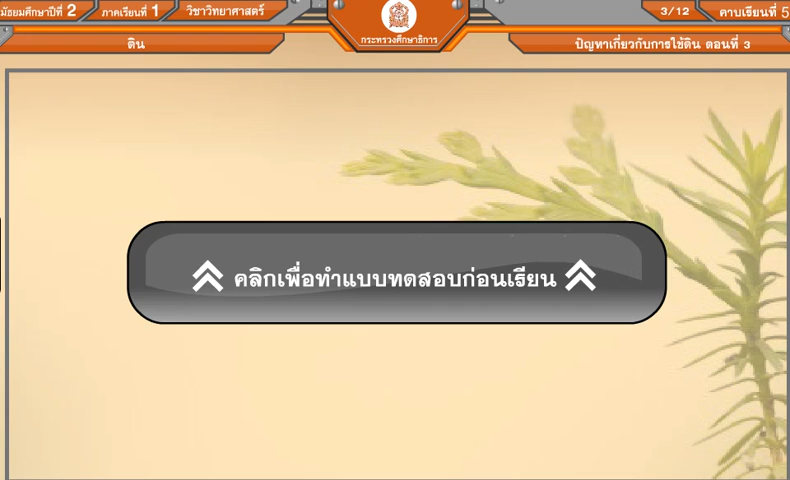 มัธยมศึกษาปีที่ 2 ภาคเรียนที่ 1 วิชาวิทยาศาสตร์ 3/12 คาบเรียนที่ 5
กระทรวงศึกษาธิการ
ดิน ปัญหาเกี่ยวกับการใช้ดิน ตอนที่ 3
คลิกเพื่อทำแบบทดสอบก่อนเรียน